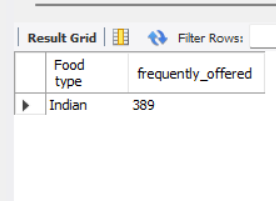 Result Grid Filter Rows:
Food type frequently_offered
Indian 389